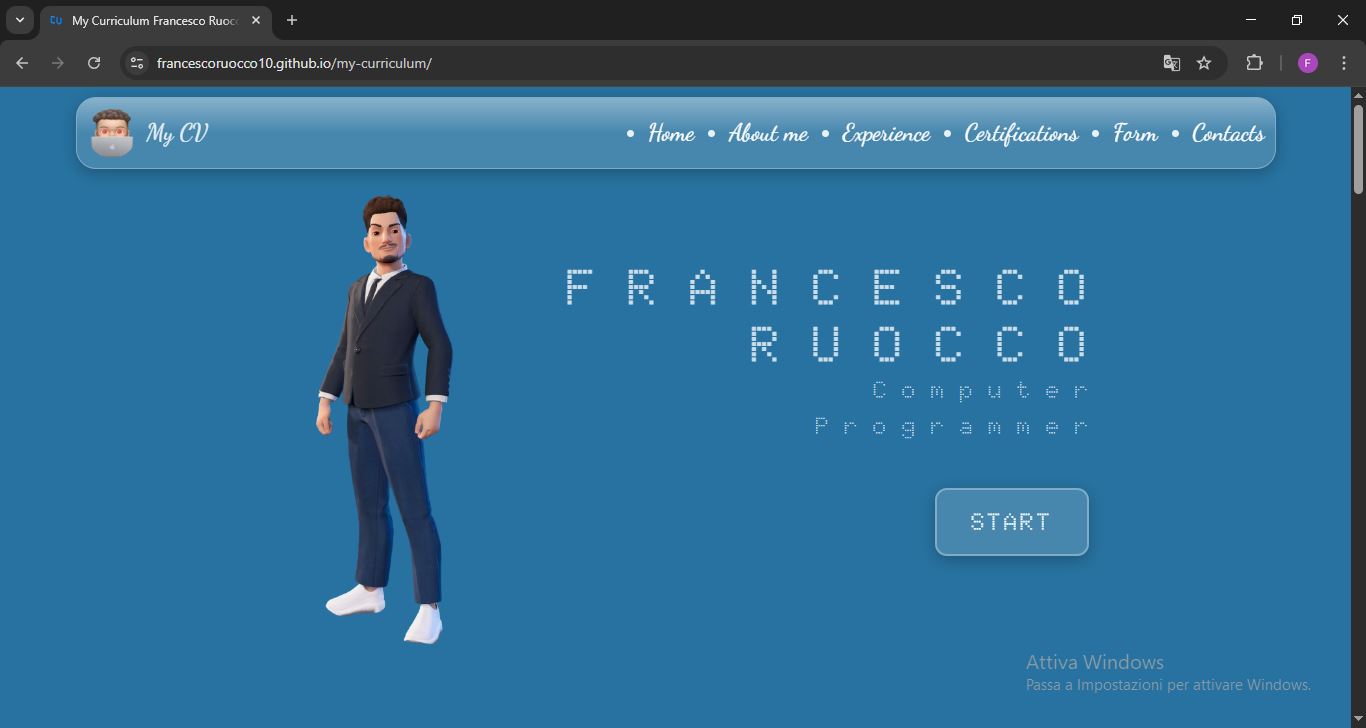 My Curriculum Francesco Ruocc
francescoruocco10.github.io/my-curriculum/
F
My CV
• Home • About me • Experience • Certifications • Form • Contacts
FRANCESCO
RUOCCO
Computer
Programmer
START
Attiva Windows
Passa a Impostazioni per attivare Windows.